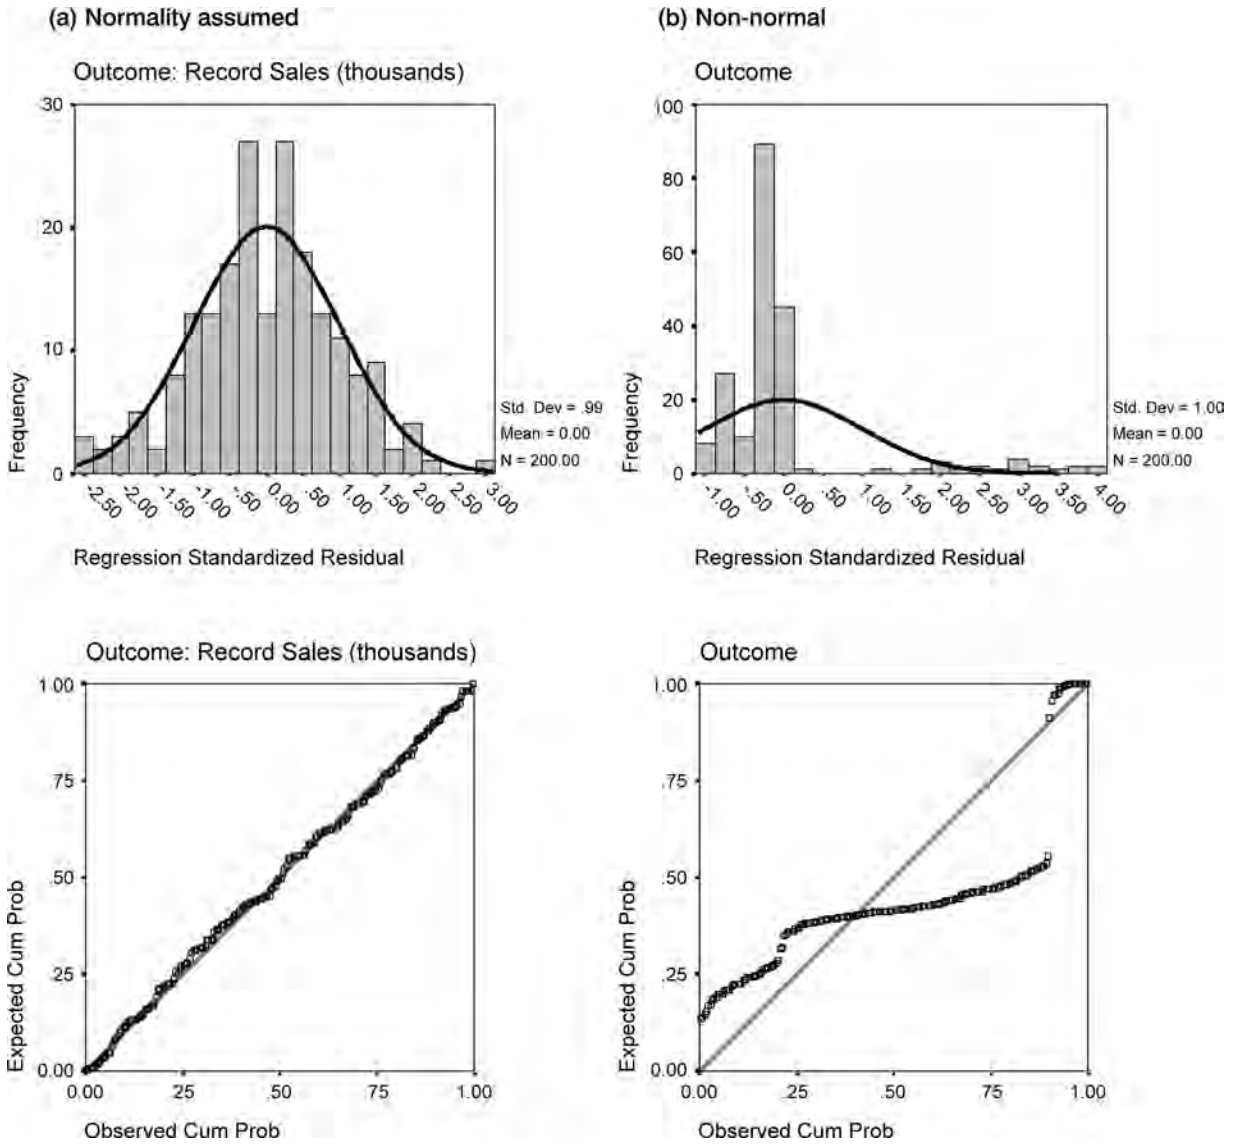 (a) Normality assumed
(b) Non-normal
Outcome: Record Sales (thousands)
30
20
10
0
Frequency
Std. Dev = .99
Mean = 0.00
N = 200.00
-2.50
-2.00
-1.50
-1.00
-.50
0.00
.50
1.00
1.50
2.00
2.50
3.00
Regression Standardized Residual
Outcome
100
80
60
40
20
0
Frequency
Std. Dev = 1.00
Mean = 0.00
N = 200.00
-1.00
-.50
0.00
.50
1.00
1.50
2.00
2.50
3.00
3.50
4.00
Regression Standardized Residual
Outcome: Record Sales (thousands)
1.00
.75
.50
.25
0.00
Expected Cum Prob
0.00
.25
.50
.75
1.00
Observed Cum Prob
Outcome
1.00
.75
.50
.25
0.00
Expected Cum Prob
0.00
.25
.50
.75
1.00
Observed Cum Prob